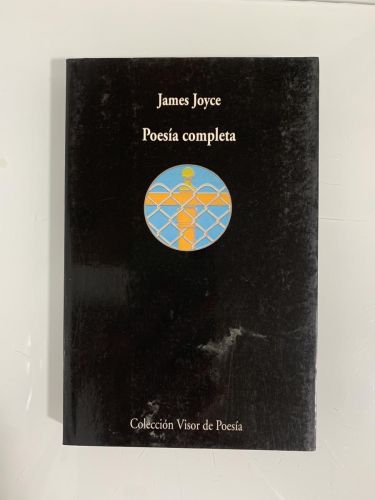 James Joyce
Poesía completa
Colección Visor de Poesía